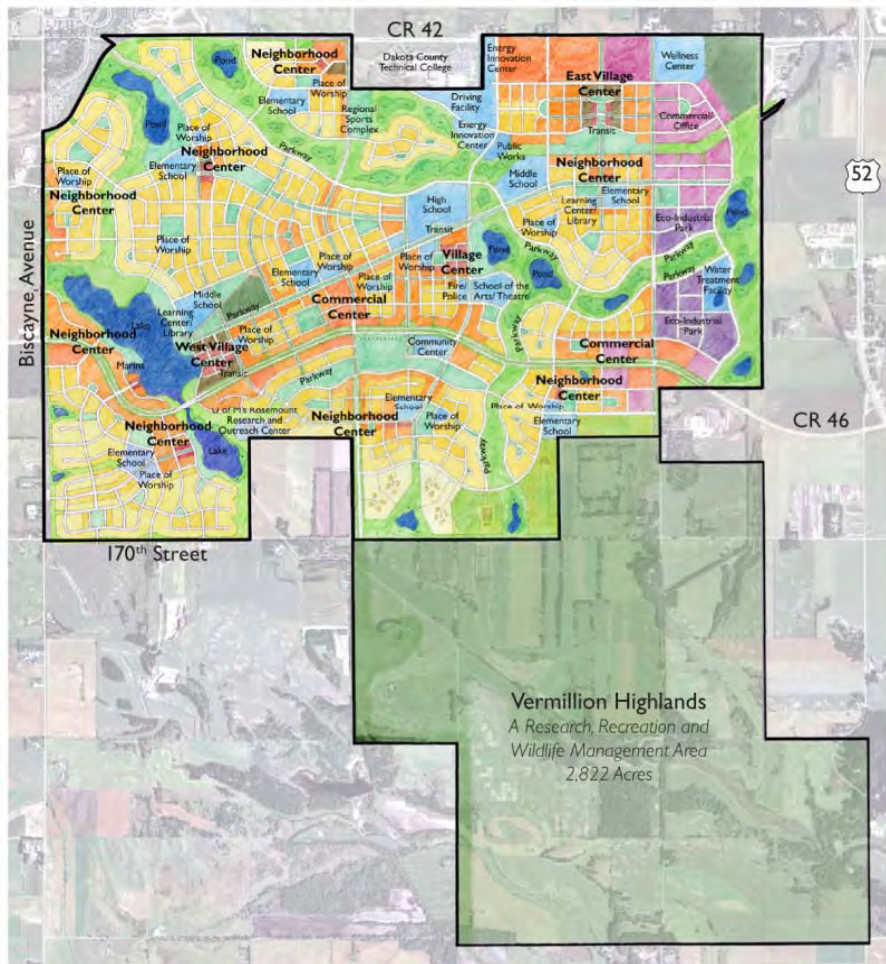 CR 42
Neighborhood
Center
Pond
Dakota County
Technical College
Energy
Innovation
Center
Wellness
Center
East Village
Center
Place of
Worship
Elementary
School
Regional
Sports
Complex
Driving
Facility
Commercial
Office
Pond
Place of
Worship
Energy
Innovation
Center
Transit
Neighborhood
Center
Parkway
Public
Works
52
Elementary
School
Neighborhood
Center
Place of
Worship
Middle
School
Elementary
School
Neighborhood
Center
High
School
Learning
Center/
Library
Pond
Transit
Place of
Worship
Eco-Industrial
Park
Place of
Worship
Place of
Worship
Place of
Worship
Village
Center
Pond
Parkway
Parkway
Parkway
Biscayne Avenue
Elementary
School
Place of
Worship
Pond
Water
Treatment
Facility
Middle
School
Parkway
Commercial
Center
Fire/
Police
School of the
Arts/ Theatre
Learning
Center/
Library
Lake
Eco-Industrial
Park
Neighborhood
Center
Place of
Worship
Parkway
West Village
Center
Community
Center
Commercial
Center
Marina
Transit
Parkway
Neighborhood
Center
Elementary
School
Place of Worship
U of M's Rosemount
Research and
Outreach Center
Neighborhood
Center
Place of
Worship
CR 46
Neighborhood
Center
Elementary
School
Parkway
Elementary
School
Lake
Place of
Worship
170th Street
Vermillion Highlands
A Research, Recreation and
Wildlife Management Area
2,822 Acres